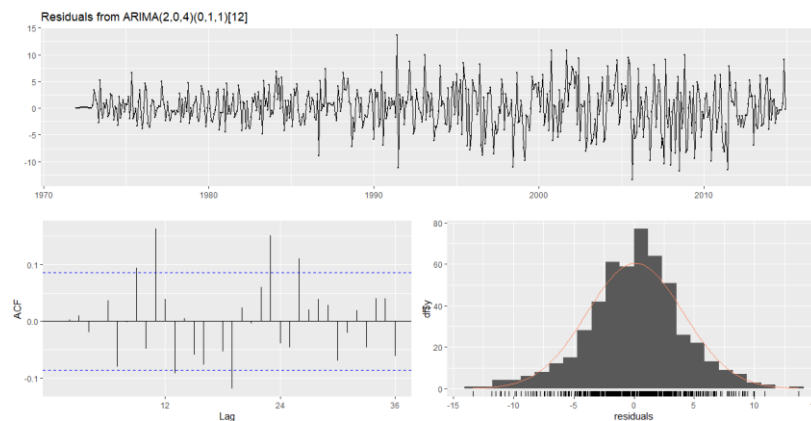 Residuals from ARIMA(2,0,4)(0,1,1)[12]
15
10
5
0
-5
-10
1970 1980 1990 2000 2010
ACF
0.1
0.0
-0.1
12 24 36
Lag
df$y
80
60
40
20
0
-15 -10 -5 0 5 10
residuals